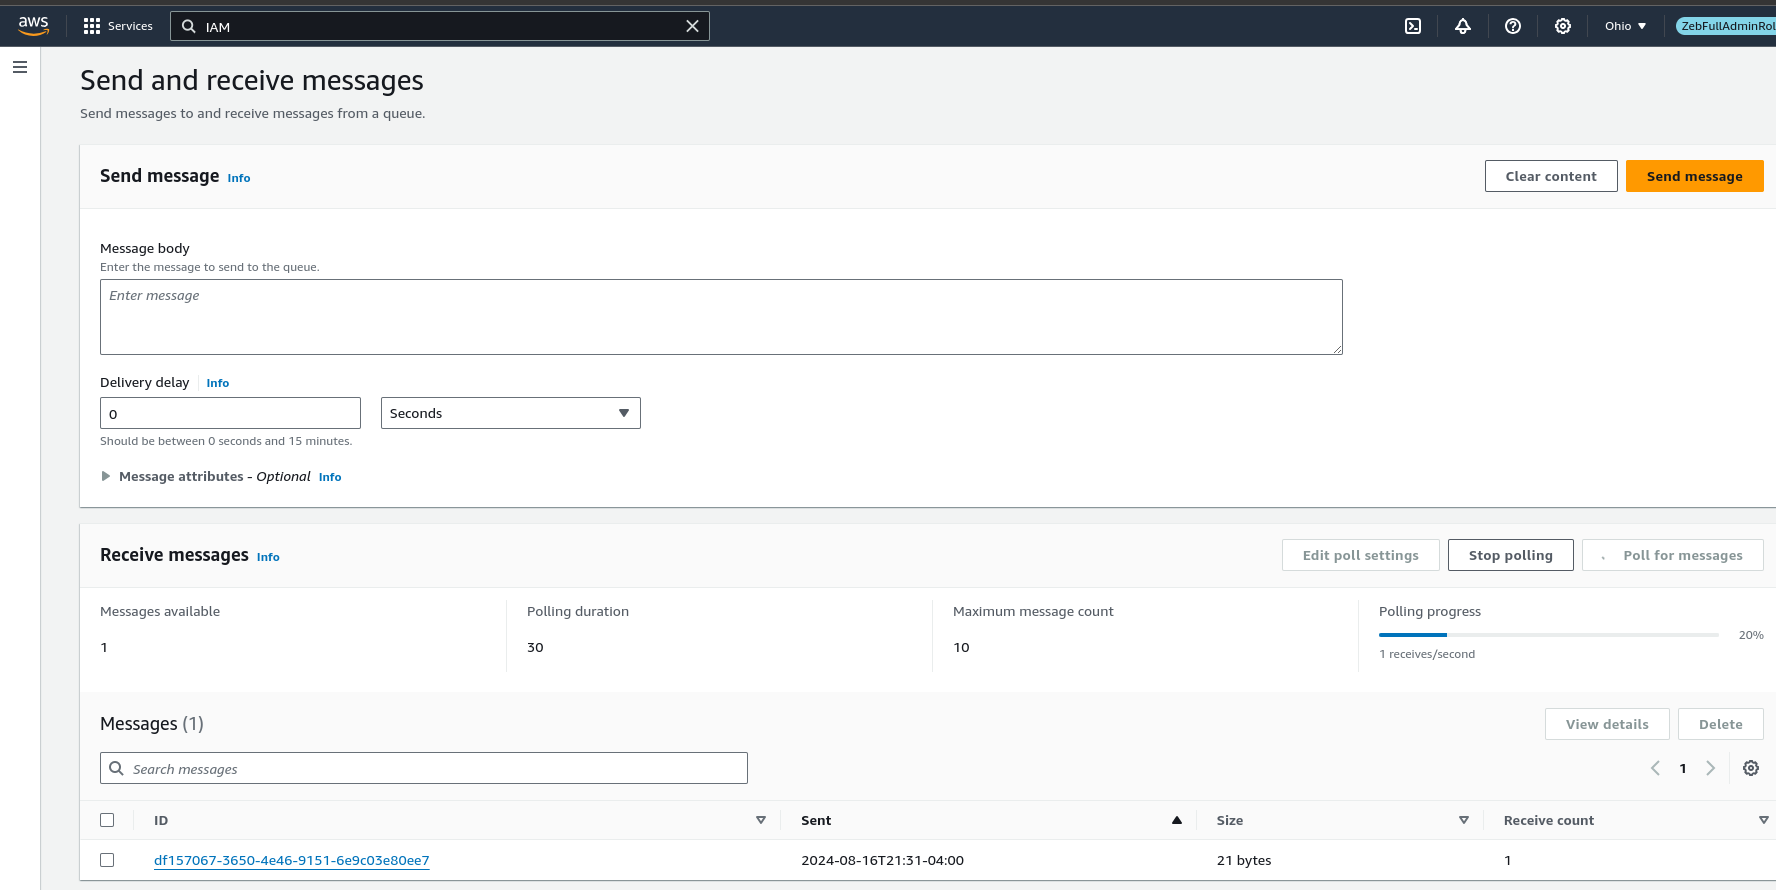 aws Services IAM Ohio ZebFullAdminRol
Send and receive messages
Send messages to and receive messages from a queue.
Send message Info Clear content Send message
Message body
Enter the message to send to the queue.
Enter message
Delivery delay Info
0 Seconds
Should be between 0 seconds and 15 minutes.
Message attributes - Optional Info
Receive messages Info Edit poll settings Stop polling Poll for messages
Messages available Polling duration Maximum message count Polling progress
1 30 10 20%
1 receives/second
Messages (1) View details Delete
Search messages 1
ID Sent Size Receive count
df157067-3650-4e46-9151-6e9c03e80ee7 2024-08-16T21:31-04:00 21 bytes 1